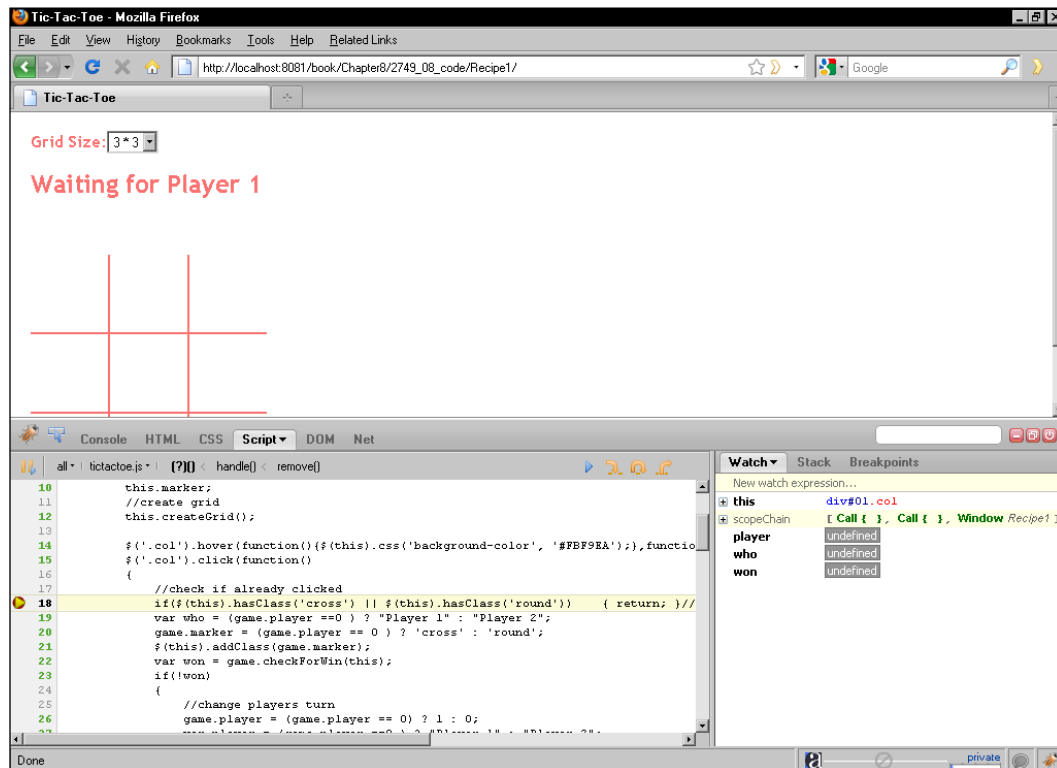 Tic-Tac-Toe - Mozilla Firefox
File Edit View History Bookmarks Tools Help Related Links
http://localhost:8081/book/Chapter8/2749_08_code/Recipe1/
Google
Tic-Tac-Toe
Grid Size: 3*3
Waiting for Player 1
Console HTML CSS Script DOM Net
all tictactoe.js (?)() < handle() < remove()
Watch Stack Breakpoints
New watch expression...
this div#01.col
scopeChain [ Call { }, Call { }, Window Recipe1 ]
player undefined
who undefined
won undefined
10 this.marker;
11 //create grid
12 this.createGrid();
13
14 $('.col').hover(function(){$(this).css('background-color', '#FBF9EA');},functio
15 $('.col').click(function()
16 {
17 //check if already clicked
18 if($(this).hasClass('cross') || $(this).hasClass('round')) { return; }//
19 var who = (game.player ==0 ) ? "Player 1" : "Player 2";
20 game.marker = (game.player == 0 ) ? 'cross' : 'round';
21 $(this).addClass(game.marker);
22 var won = game.checkForWin(this);
23 if(!won)
24 {
25 //change players turn
26 game.player = (game.player == 0) ? 1 : 0;
Done
a
private